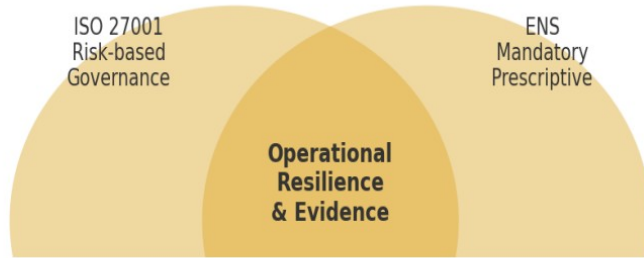 ISO 27001
Risk-based
Governance
ENS
Mandatory
Prescriptive
Operational
Resilience
& Evidence